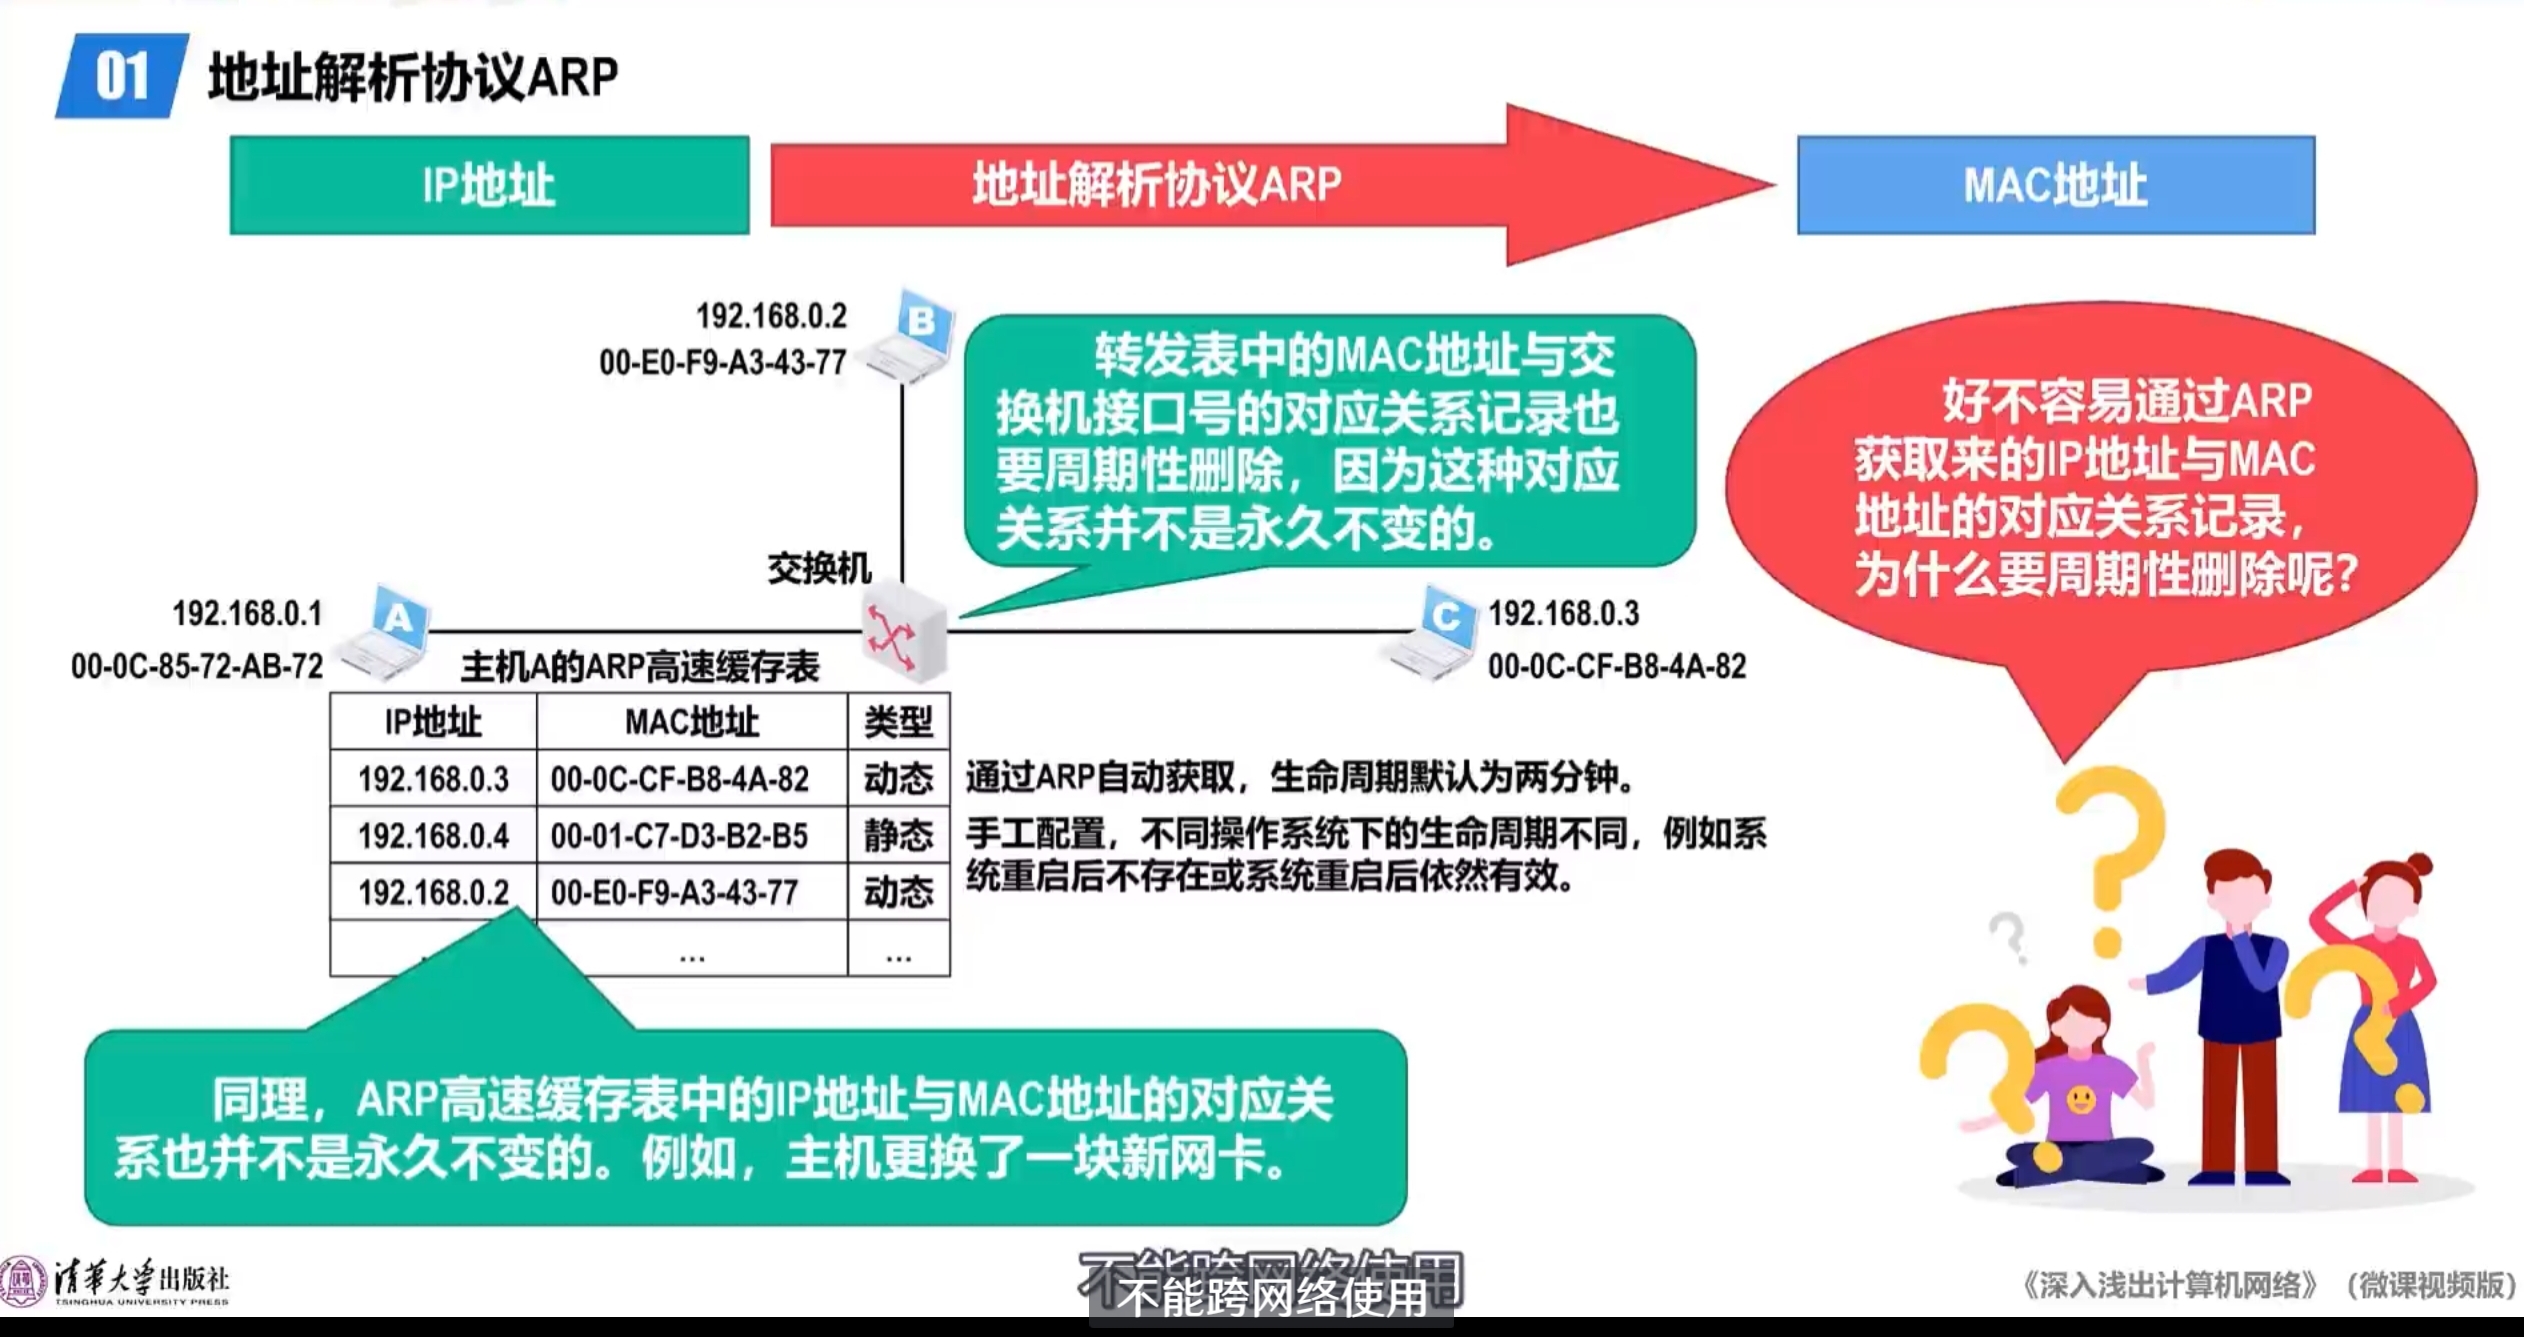 01 地址解析协议ARP
IP地址
地址解析协议ARP
MAC地址
192.168.0.2
00-E0-F9-A3-43-77
B
转发表中的MAC地址与交
换机接口号的对应关系记录也
要周期性删除，因为这种对应
关系并不是永久不变的。
好不容易通过ARP
获取来的IP地址与MAC
地址的对应关系记录，
为什么要周期性删除呢？
交换机
192.168.0.1
00-0C-85-72-AB-72
A
C
192.168.0.3
00-0C-CF-B8-4A-82
主机A的ARP高速缓存表
IP地址 MAC地址 类型
192.168.0.3 00-0C-CF-B8-4A-82 动态
通过ARP自动获取，生命周期默认为两分钟。
192.168.0.4 00-01-C7-D3-B2-B5 静态
手工配置，不同操作系统下的生命周期不同，例如系
统重启后不存在或系统重启后依然有效。
192.168.0.2 00-E0-F9-A3-43-77 动态
... ...
同理，ARP高速缓存表中的IP地址与MAC地址的对应关
系也并不是永久不变的。例如，主机更换了一块新网卡。
清华大学出版社
TSINGHUA UNIVERSITY PRESS
不能跨网络使用
不能跨网络使用
《深入浅出计算机网络》（微课视频版）